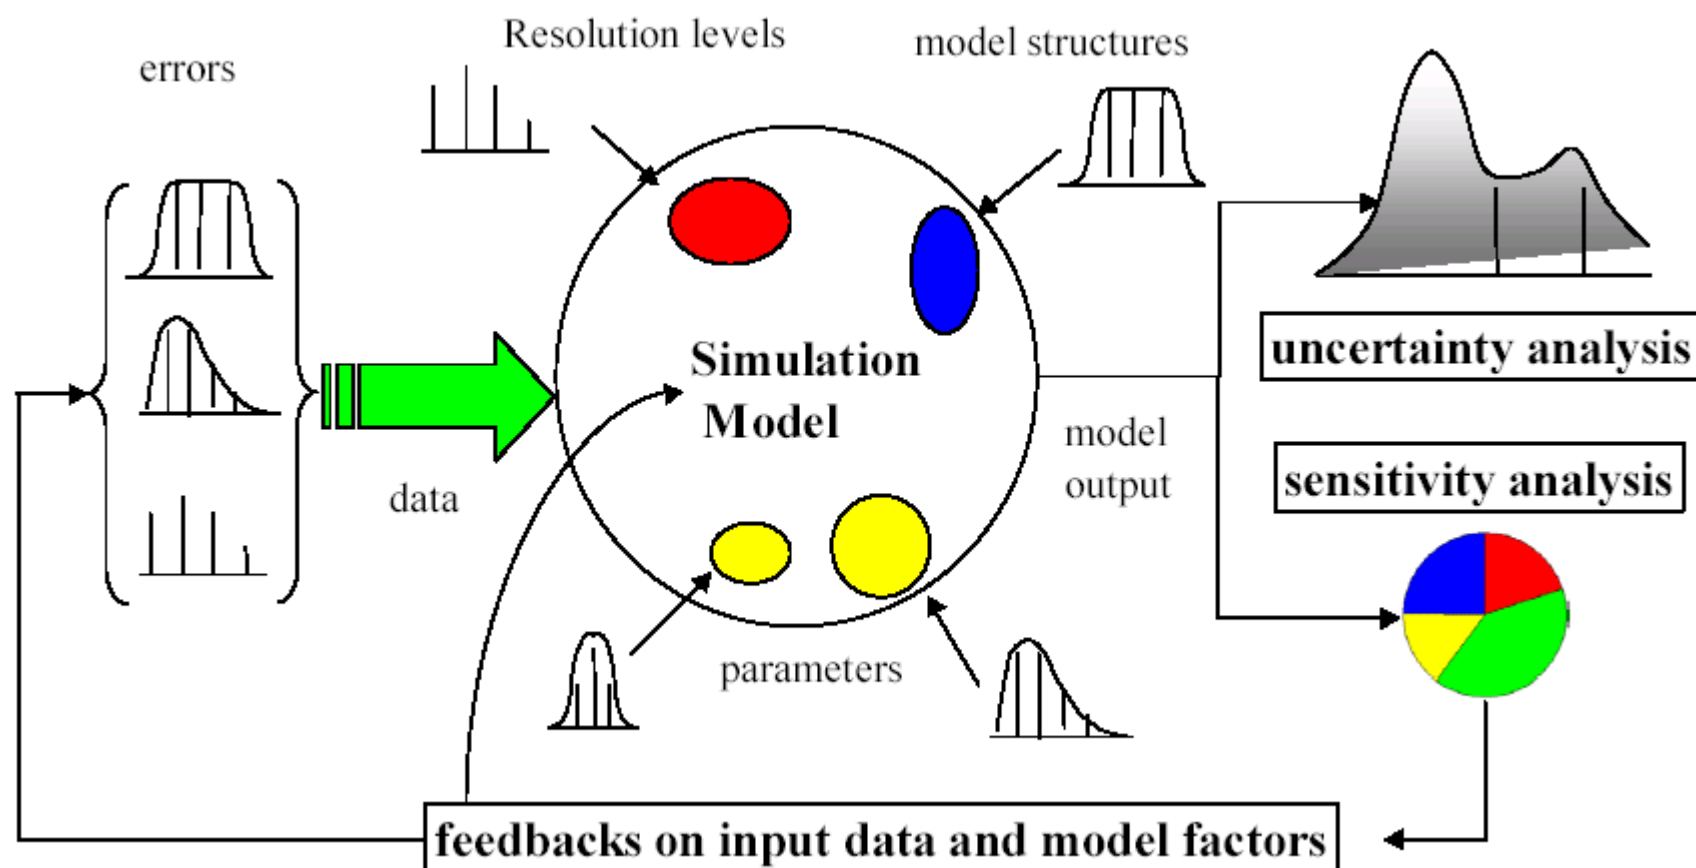 errors
Resolution levels
model structures
Simulation
Model
data
parameters
model
output
uncertainty analysis
sensitivity analysis
feedbacks on input data and model factors